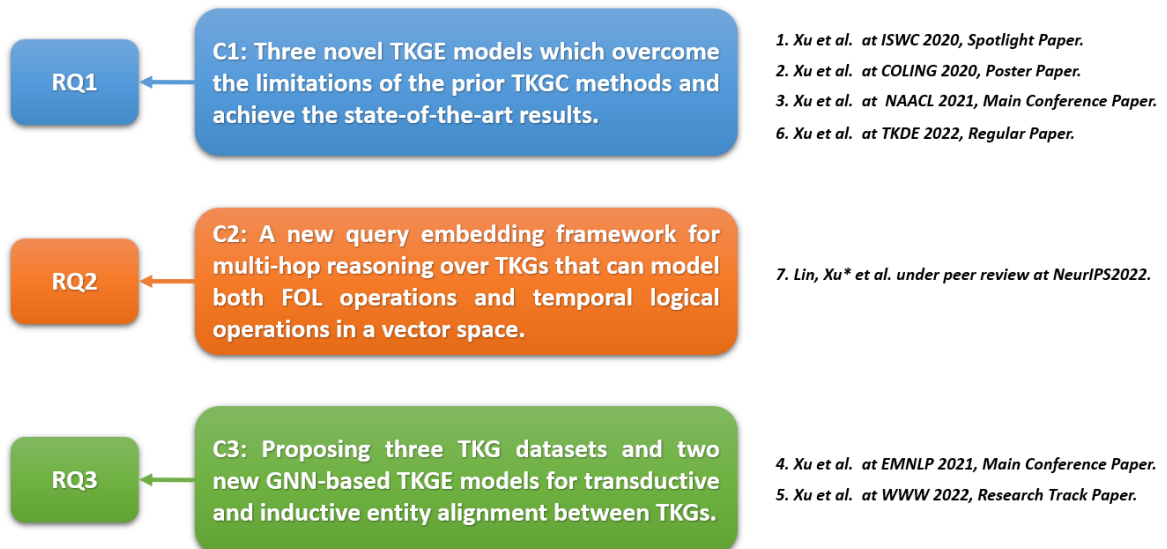 RQ1
C1: Three novel TKGE models which overcome
the limitations of the prior TKGC methods and
achieve the state-of-the-art results.
1. Xu et al. at ISWC 2020, Spotlight Paper.
2. Xu et al. at COLING 2020, Poster Paper.
3. Xu et al. at NAACL 2021, Main Conference Paper.
6. Xu et al. at TKDE 2022, Regular Paper.
RQ2
C2: A new query embedding framework for
multi-hop reasoning over TKGs that can model
both FOL operations and temporal logical
operations in a vector space.
7. Lin, Xu* et al. under peer review at NeurIPS2022.
RQ3
C3: Proposing three TKG datasets and two
new GNN-based TKGE models for transductive
and inductive entity alignment between TKGs.
4. Xu et al. at EMNLP 2021, Main Conference Paper.
5. Xu et al. at WWW 2022, Research Track Paper.